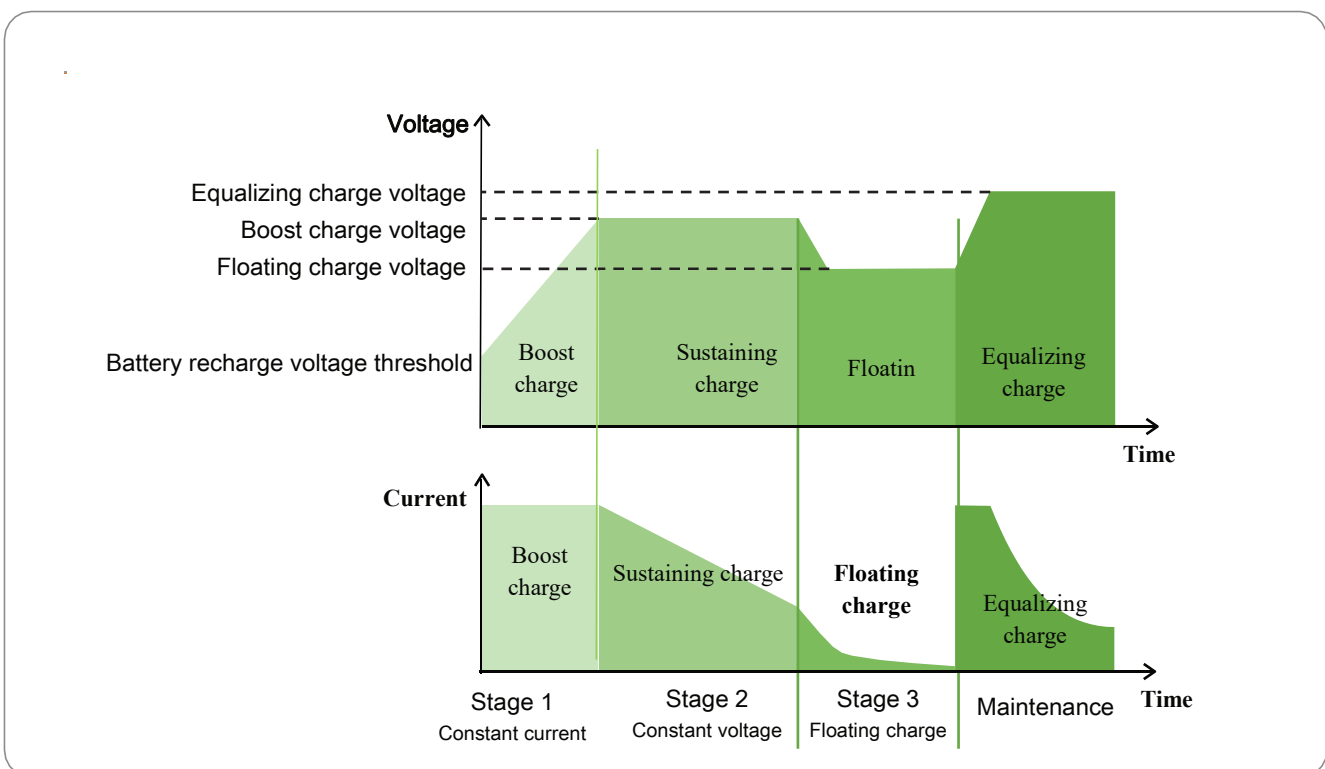 Voltage
Equalizing charge voltage
Boost charge voltage
Floating charge voltage
Battery recharge voltage threshold
Boost
charge
Sustaining
charge
Floatin
Equalizing
charge
Time
Current
Boost
charge
Sustaining charge
Floating
charge
Equalizing
charge
Time
Stage 1
Constant current
Stage 2
Constant voltage
Stage 3
Floating charge
Maintenance